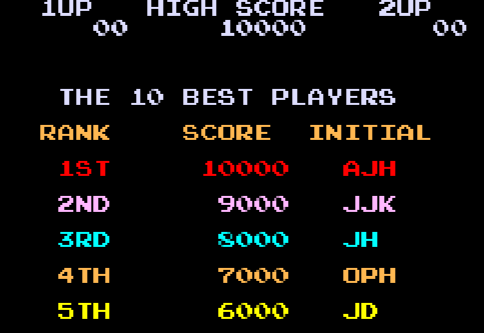 1UP HIGH SCORE 2UP
00 10000 00
THE 10 BEST PLAYERS
RANK SCORE INITIAL
1ST 10000 AJH
2ND 9000 JJK
3RD 8000 JH
4TH 7000 OPH
5TH 6000 JD